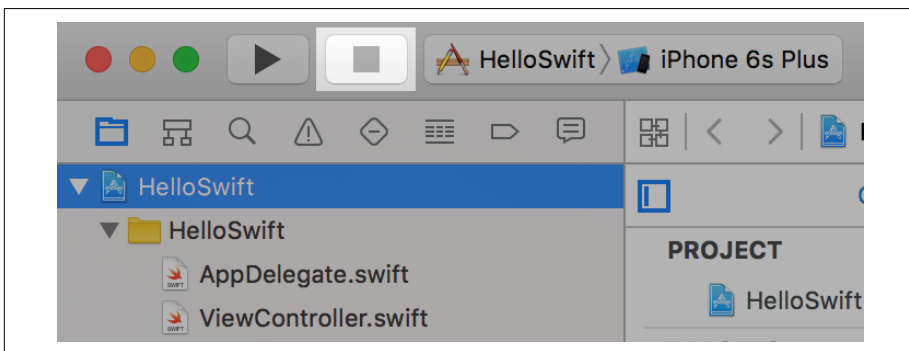 HelloSwift iPhone 6s Plus
HelloSwift
HelloSwift
AppDelegate.swift
ViewController.swift
PROJECT
HelloSwift